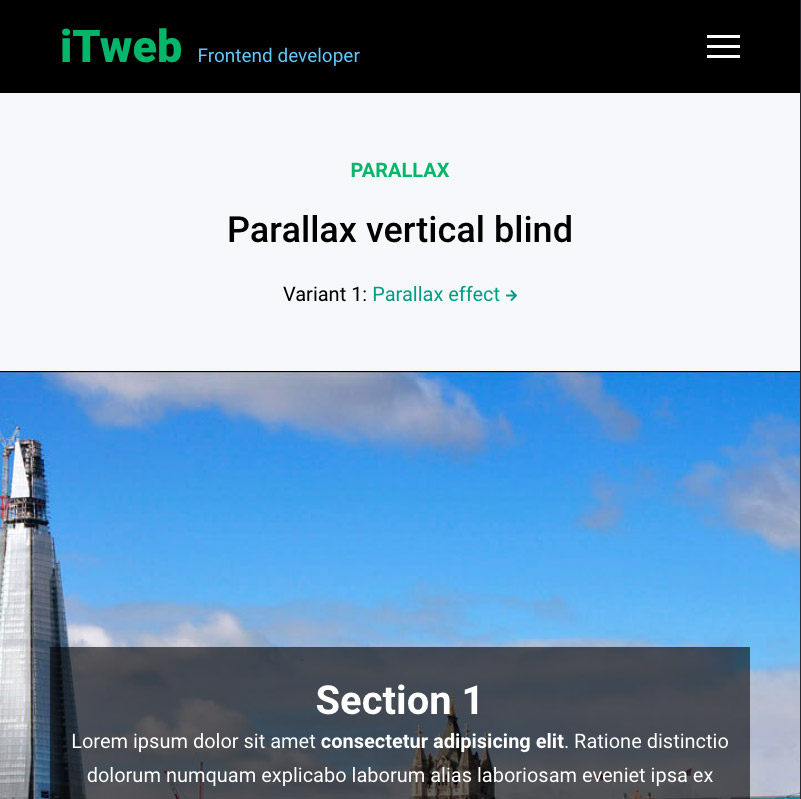 iTweb Frontend developer
PARALLAX
Parallax vertical blind
Variant 1: Parallax effect →
Section 1
Lorem ipsum dolor sit amet consectetur adipisicing elit. Ratione distinctio
dolorum numquam explicabo laborum alias laboriosam eveniet ipsa ex